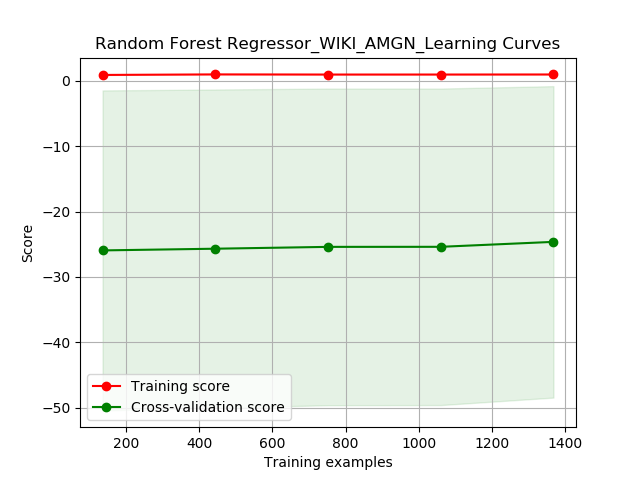 Random Forest Regressor_WIKI_AMGN_Learning Curves
0
−10
−20
−30
−40
−50
Score
Training score
Cross-validation score
200
400
600
800
1000
1200
1400
Training examples